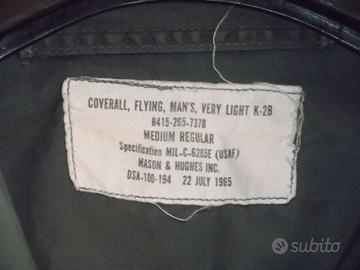 COVERALL, FLYING, MAN'S, VERY LIGHT K-2B
8415-265-7378
MEDIUM REGULAR
Specification MIL-C-6265E (USAF)
MASON & HUGHES INC.
DSA-100-194 22 JULY 1965
subito